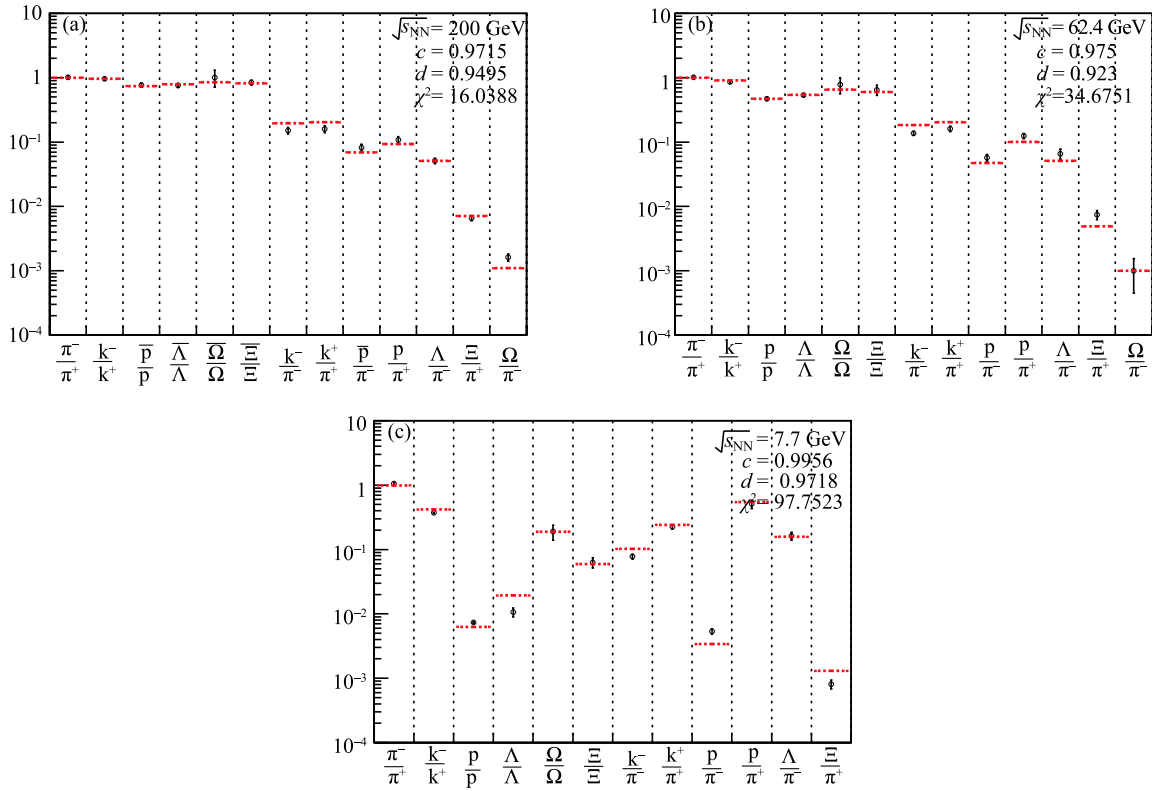 (a)
√s_NN = 200 GeV
c = 0.9715
d = 0.9495
χ²= 16.0388
10
1
10⁻¹
10⁻²
10⁻³
10⁻⁴
π⁻/π⁺ k⁻/k⁺ p̅/p Λ̅/Λ Ω̅/Ω Ξ̅/Ξ k⁻/π⁻ k⁺/π⁺ p̅/π⁻ p/π⁺ Λ/π⁻ Ξ/π⁺ Ω/π⁻
(b)
√s_NN = 62.4 GeV
c = 0.975
d = 0.923
χ²=34.6751
10
1
10⁻¹
10⁻²
10⁻³
10⁻⁴
π⁻/π⁺ k⁻/k⁺ p/p Λ/Λ Ω/Ω Ξ/Ξ k⁻/π⁻ k⁺/π⁺ p/π⁻ p/π⁺ Λ/π⁻ Ξ/π⁺ Ω/π⁻
(c)
√s_NN = 7.7 GeV
c = 0.9956
d = 0.9718
χ²= 97.7523
10
1
10⁻¹
10⁻²
10⁻³
10⁻⁴
π⁻/π⁺ k⁻/k⁺ p/p Λ/Λ Ω/Ω Ξ/Ξ k⁻/π⁻ k⁺/π⁺ p/π⁻ p/π⁺ Λ/π⁻ Ξ/π⁺